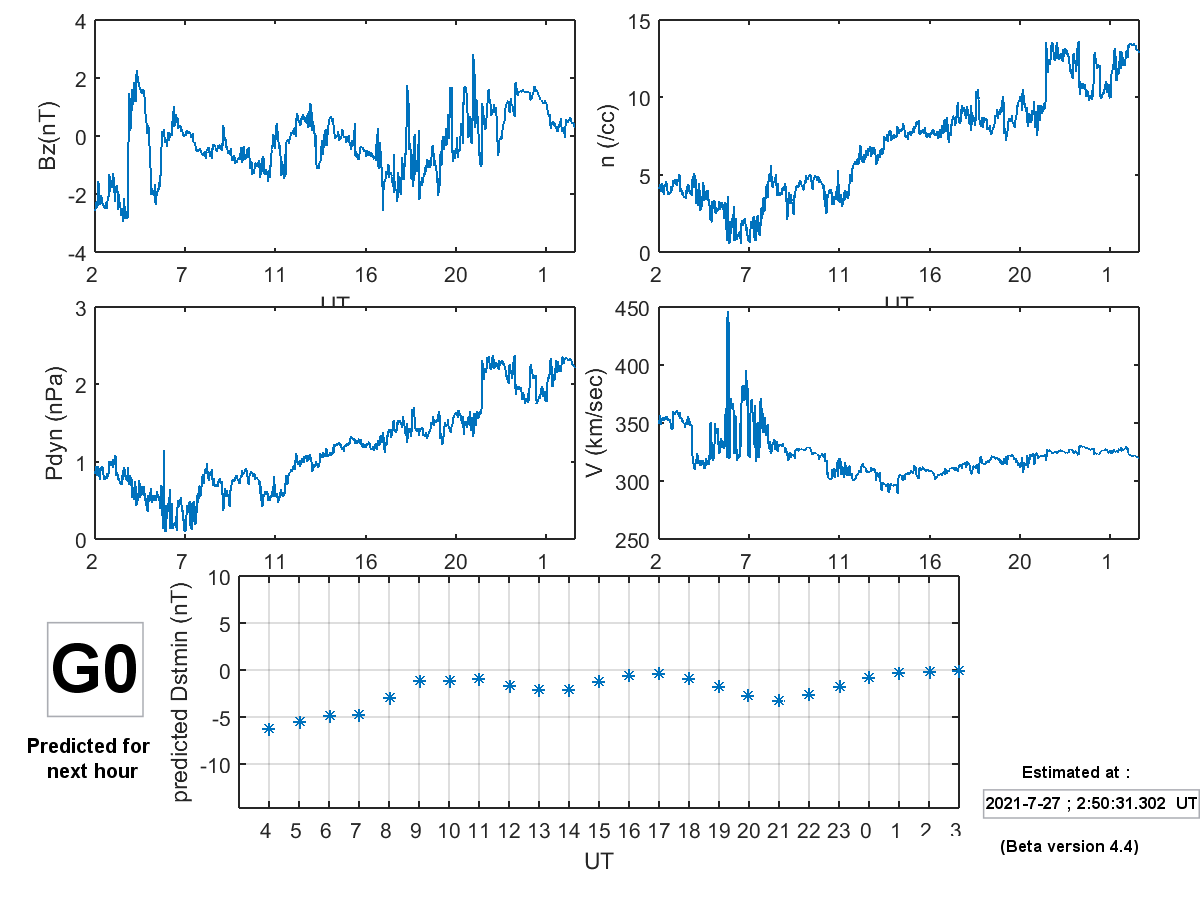 4
2
0
-2
-4
Bz(nT)
2 7 11 16 20 1
UT
15
10
5
0
n (/cc)
2 7 11 16 20 1
UT
3
2
1
0
Pdyn (nPa)
2 7 11 16 20 1
450
400
350
300
250
V (km/sec)
2 7 11 16 20 1
10
5
0
-5
-10
predicted Dstmin (nT)
4 5 6 7 8 9 10 11 12 13 14 15 16 17 18 19 20 21 22 23 0 1 2 3
UT
G0
Predicted for
next hour
Estimated at :
2021-7-27 ; 2:50:31.302 UT
(Beta version 4.4)